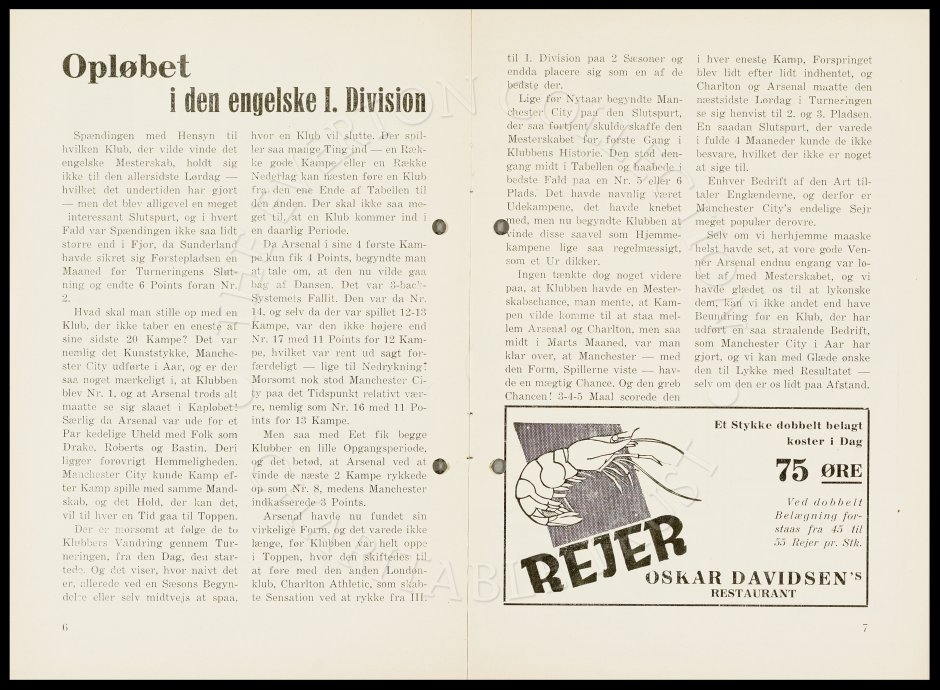 Opløbet
i den engelske I. Division
Spændingen med Hensyn til
hvilken Klub, der vilde vinde det
engelske Mesterskab, holdt sig
ikke til den allersidste Lørdag —
hvilket det undertiden har gjort
— men det blev alligevel en meget
interessant Slutspurt, og i hvert
Fald var Spændingen ikke saa lidt
større end i Fjor, da Sunderland
havde sikret sig Førstepladsen en
Maaned før Turneringens Slut-
ning og endte 6 Points foran Nr.
2.
Hvad skal man stille op med en
Klub, der ikke taber en eneste af
sine sidste 20 Kampe? Det var
nemlig det Kunststykke, Manche-
ster City udførte i Aar, og er der
saa noget mærkeligt i, at Klubben
blev Nr. 1, og at Arsenal trods alt
maatte se sig slaaet i Kapløbet!
Særlig da Arsenal var ude for et
Par kedelige Uheld med Folk som
Drake, Roberts og Bastin. Deri
ligger forøvrigt Hemmeligheden.
Manchester City kunde Kamp ef-
ter Kamp spille med samme Mand-
skab, og det Hold, der kan det,
vil til hver en Tid gaa til Toppen.
Der er morsomt at følge de to
Klubbers Vandring gennem Tur-
neringen, fra den Dag, den star-
tede. Og det viser, hvor naivt det
er, allerede ved en Sæsons Begyn-
delse eller selv midtvejs at spaa,
hvor en Klub vil slutte. Der spil-
ler saa mange Ting ind — en Ræk-
ke gode Kampe eller en Række
Nederlag kan næsten føre en Klub
fra den ene Ende af Tabellen til
den anden. Der skal ikke saa me-
get til, at en Klub kommer ind i
en daarlig Periode.
Da Arsenal i sine 4 første Kam-
pe kun fik 4 Points, begyndte man
at tale om, at den nu vilde gaa
bag af Dansen. Det var 3-back-
Systemets Fallit. Den var da Nr.
14, og selv da der var spillet 12-13
Kampe, var den ikke højere end
Nr. 17 med 11 Points for 12 Kam-
pe, hvilket var rent ud sagt for-
færdeligt — lige til Nedrykning!
Morsomt nok stod Manchester Ci-
ty paa det Tidspunkt relativt vær-
re, nemlig som Nr. 16 med 11 Po-
ints for 13 Kampe.
Men saa med Eet fik begge
Klubber en lille Opgangsperiode,
og det betød, at Arsenal ved at
vinde de næste 2 Kampe rykkede
op som Nr. 8, medens Manchester
indkasserede 3 Points.
Arsenal havde nu fundet sin
virkelige Form, og det varede ikke
længe, før Klubben var helt oppe
i Toppen, hvor den skiftedes til
at føre med den anden London-
klub, Charlton Athletic, som skab-
te Sensation ved at rykke fra III.
6
til I. Division paa 2 Sæsoner og
endda placere sig som en af de
bedste der.
Lige før Nytaar begyndte Man-
chester City paa den Slutspurt,
der saa fortjent skulde skaffe den
Mesterskabet for første Gang i
Klubbens Historie. Den stod den-
gang midt i Tabellen og haabede i
bedste Fald paa en Nr. 5 eller 6
Plads. Det havde navnlig været
Udekampene, det havde knebet
med, men nu begyndte Klubben at
vinde disse saavel som Hjemme-
kampene lige saa regelmæssigt,
som et Ur dikker.
Ingen tænkte dog noget videre
paa, at Klubben havde en Mester-
skabschance, man mente, at Kam-
pen vilde komme til at staa mel-
lem Arsenal og Charlton, men saa
midt i Marts Maaned, var man
klar over, at Manchester — med
den Form, Spillerne viste — hav-
de en mægtig Chance. Og den greb
Chancen! 3-4-5 Maal scorede den
i hver eneste Kamp, Forspringet
blev lidt efter lidt indhentet, og
Charlton og Arsenal maatte den
næstsidste Lørdag i Turneringen
se sig henvist til 2. og 3. Pladsen.
En saadan Slutspurt, der varede
i fulde 4 Maaneder kunde de ikke
besvare, hvilket der ikke er noget
at sige til.
Enhver Bedrift af den Art til-
taler Englænderne, og derfor er
Manchester City's endelige Sejr
meget populær derovre.
Selv om vi herhjemme maaske
helst havde set, at vore gode Ven-
ner Arsenal endnu engang var lø-
bet af med Mesterskabet, og vi
havde glædet os til at lykønske
dem, kan vi ikke andet end have
Beundring for en Klub, der har
udført en saa straalende Bedrift,
som Manchester City i Aar har
gjort, og vi kan med Glæde ønske
den til Lykke med Resultatet —
selv om den er os lidt paa Afstand.
Et Stykke dobbelt belagt
koster i Dag
75 ØRE
Ved dobbelt
Belægning for-
staas fra 45 til
55 Rejer pr. Stk.
REJER
OSKAR DAVIDSEN's
RESTAURANT
7